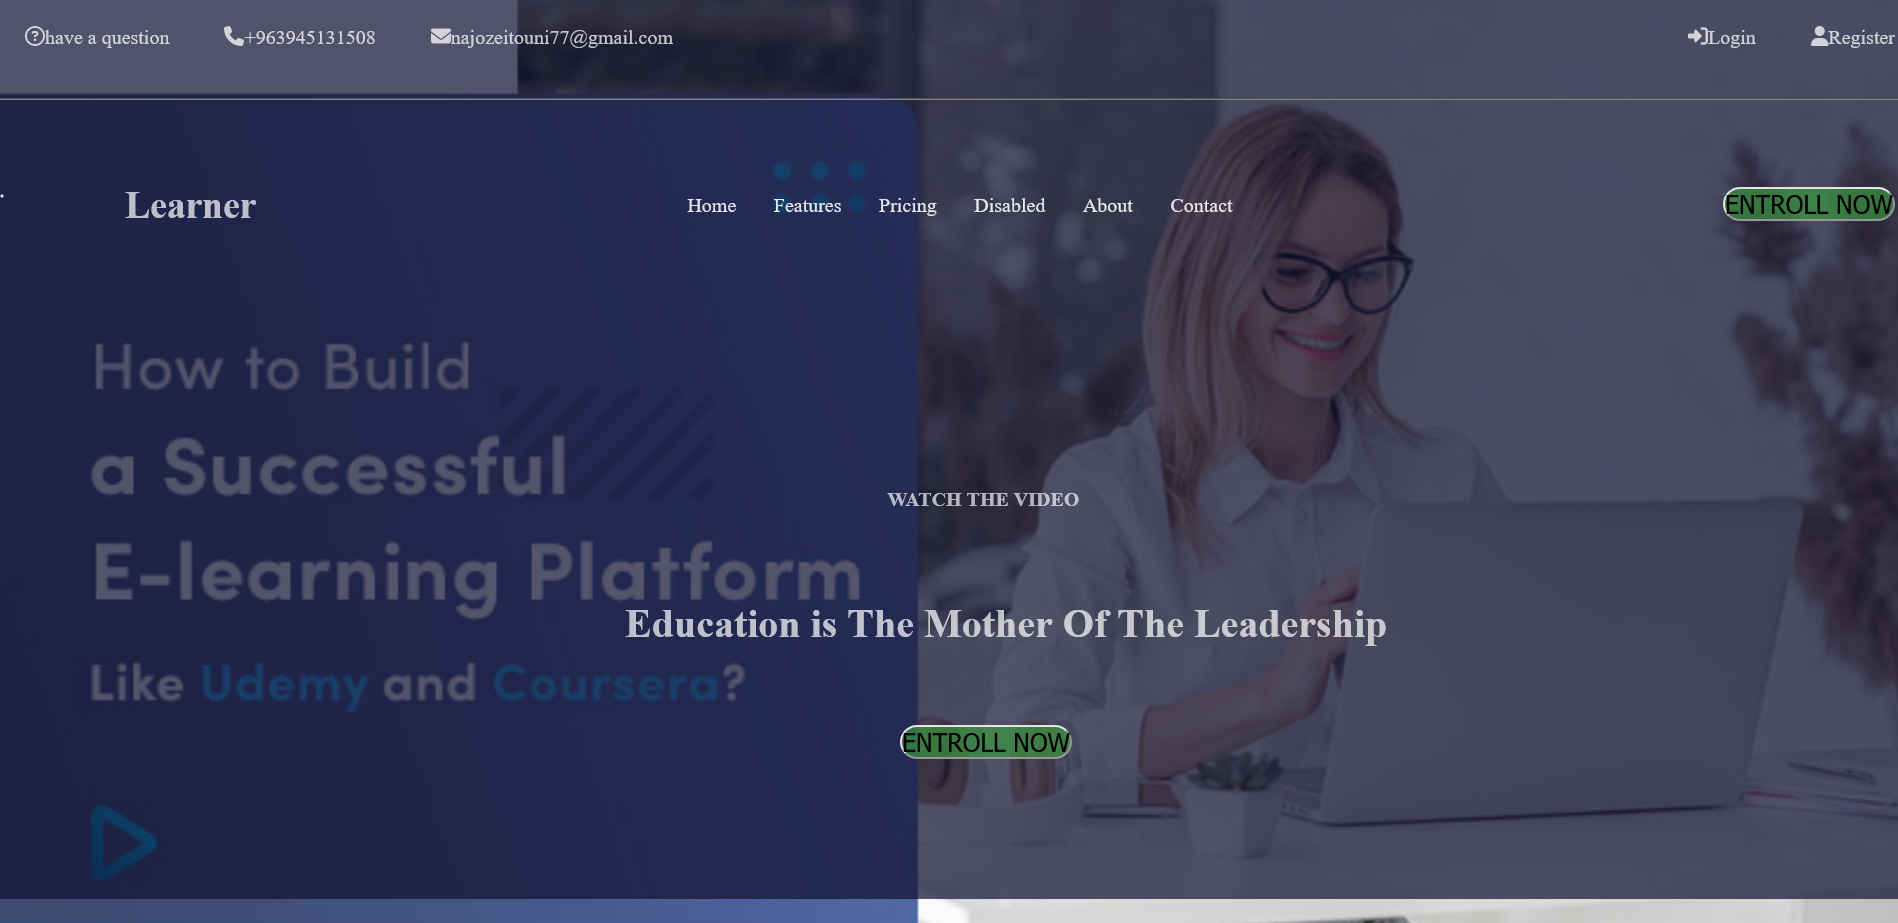 have a question +963945131508 najozeitouni77@gmail.com Login Register
Learner Home Features Pricing Disabled About Contact ENTROLL NOW
How to Build
a Successful
E-learning Platform
Like Udemy and Coursera?
WATCH THE VIDEO
Education is The Mother Of The Leadership
ENTROLL NOW